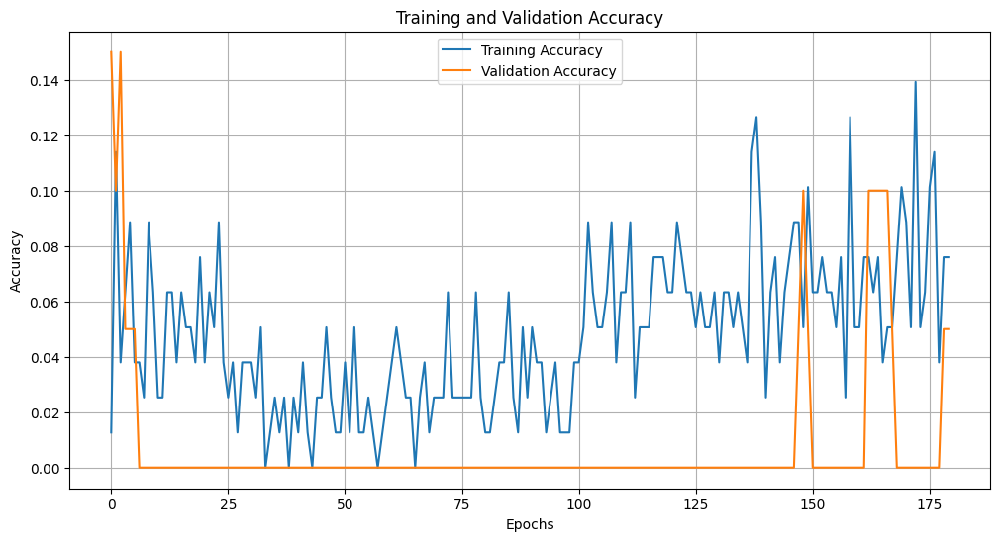 Training and Validation Accuracy
Training Accuracy
Validation Accuracy
Accuracy
0.14
0.12
0.10
0.08
0.06
0.04
0.02
0.00
0 25 50 75 100 125 150 175
Epochs